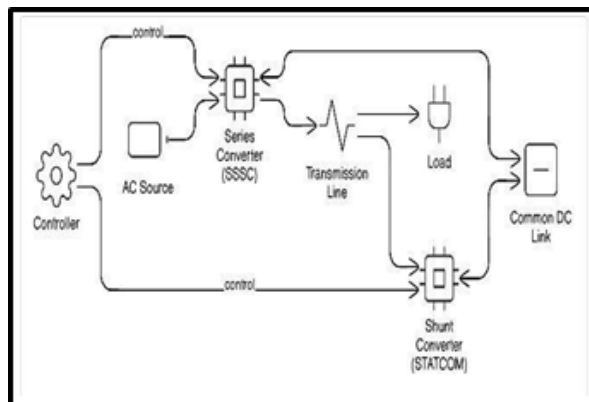 control
Series
Converter
(SSSC)
AC Source
Transmission
Line
Load
Controller
Common DC
Link
control
Shunt
Converter
(STATCOM)